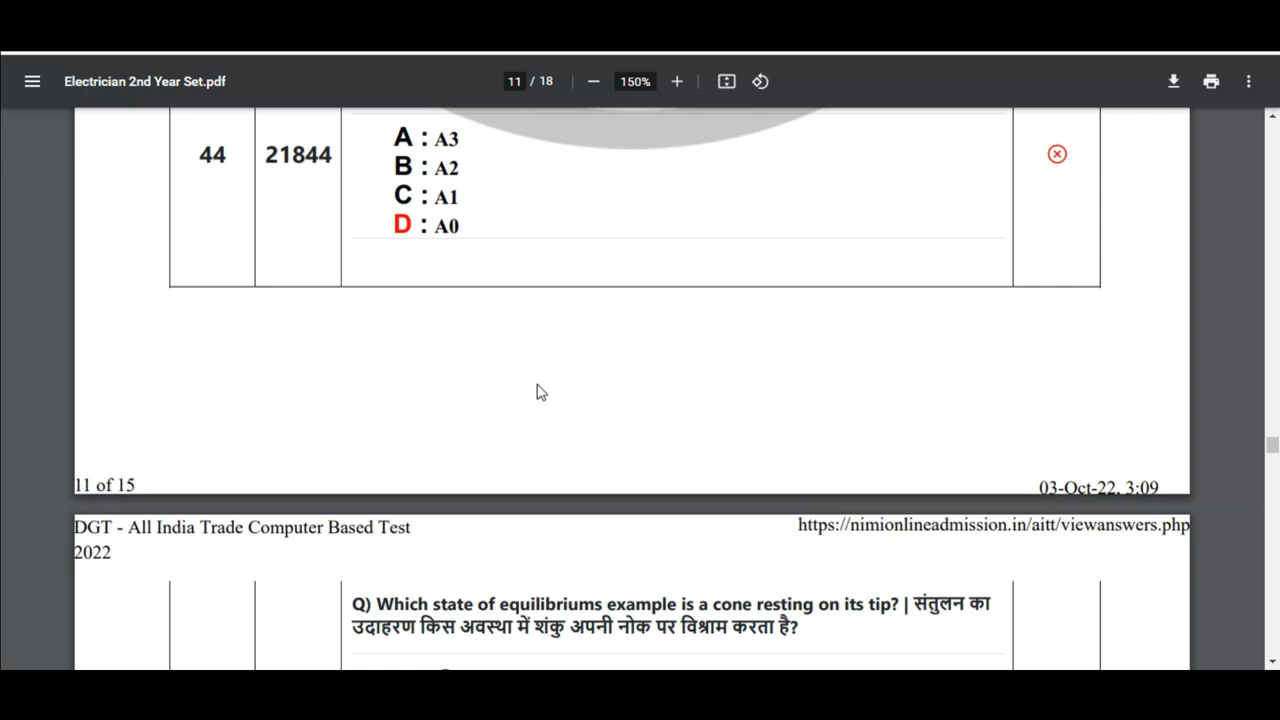 Electrician 2nd Year Set.pdf 11 / 18 150%
44 21844
A : A3
B : A2
C : A1
D : A0
11 of 15 03-Oct-22, 3:09
DGT - All India Trade Computer Based Test https://nimionlineadmission.in/aitt/viewanswers.php
2022
Q) Which state of equilibriums example is a cone resting on its tip? | संतुलन का
उदाहरण किस अवस्था में शंकु अपनी नोक पर विश्राम करता है?